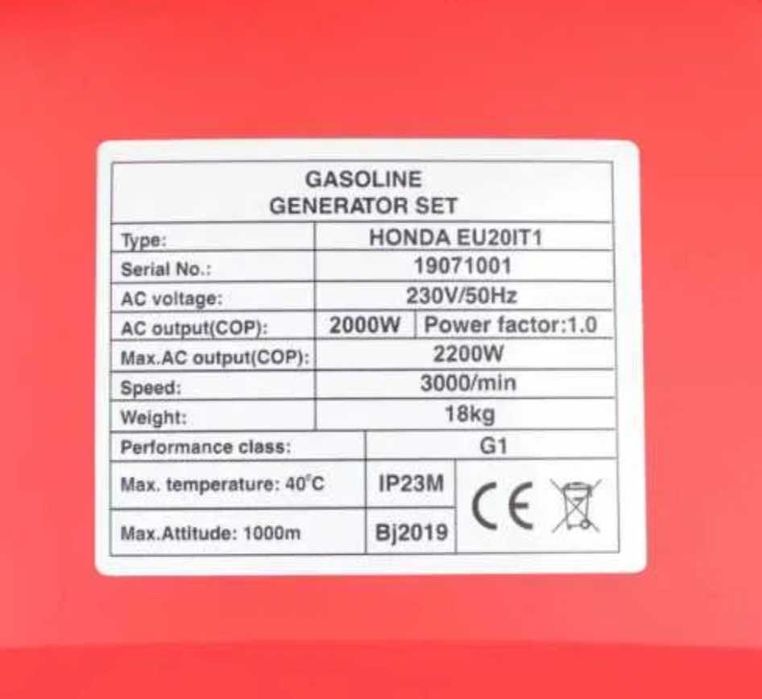 GASOLINE
GENERATOR SET
Type: HONDA EU20IT1
Serial No.: 19071001
AC voltage: 230V/50Hz
AC output(COP): 2000W Power factor:1.0
Max.AC output(COP): 2200W
Speed: 3000/min
Weight: 18kg
Performance class: G1
Max. temperature: 40°C IP23M
CE
Max.Attitude: 1000m Bj2019